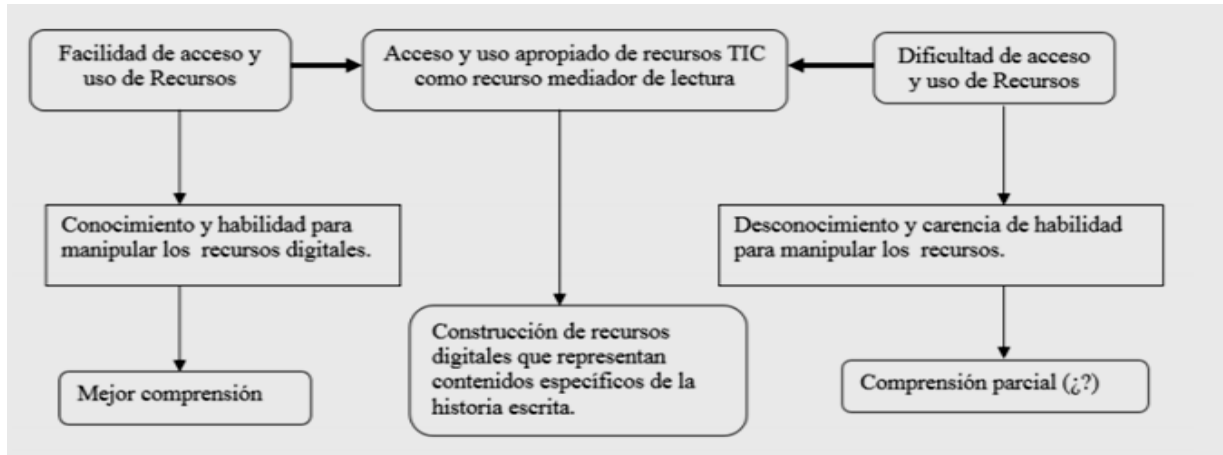 Facilidad de acceso y
uso de Recursos
Acceso y uso apropiado de recursos TIC
como recurso mediador de lectura
Dificultad de acceso
y uso de Recursos
Conocimiento y habilidad para
manipular los recursos digitales.
Desconocimiento y carencia de habilidad
para manipular los recursos.
Construcción de recursos
digitales que representan
contenidos específicos de la
historia escrita.
Mejor comprensión
Comprensión parcial (¿?)